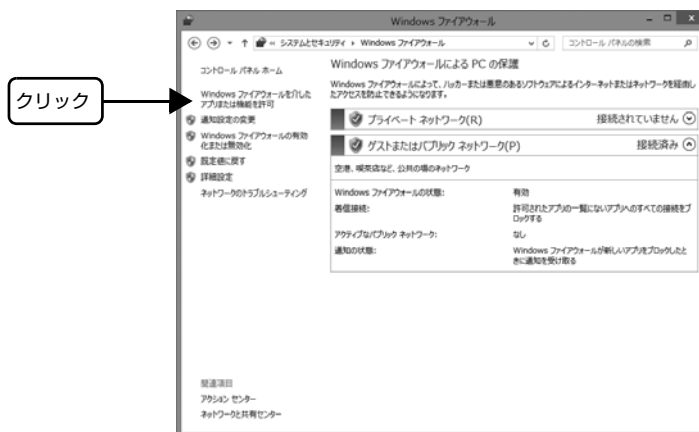 Windows ファイアウォール
« システムとセキュリティ › Windows ファイアウォール
コントロール パネルの検索
クリック
コントロール パネル ホーム
Windows ファイアウォールを介した
アプリまたは機能を許可
通知設定の変更
Windows ファイアウォールの有効
化または無効化
既定値に戻す
詳細設定
ネットワークのトラブルシューティング
Windows ファイアウォールによる PC の保護
Windows ファイアウォールによって、ハッカーまたは悪意のあるソフトウェアによるインターネットまたはネットワークを経由し
たアクセスを防止できるようになります。
プライベート ネットワーク(R) 接続されていません
ゲストまたはパブリック ネットワーク(P) 接続済み
空港、喫茶店など、公共の場のネットワーク
Windows ファイアウォールの状態: 有効
着信接続: 許可されたアプリの一覧にないアプリへのすべての接続をブ
ロックする
アクティブなパブリック ネットワーク: なし
通知の状態: Windows ファイアウォールが新しいアプリをブロックしたと
きに通知を受け取る
関連項目
アクション センター
ネットワークと共有センター